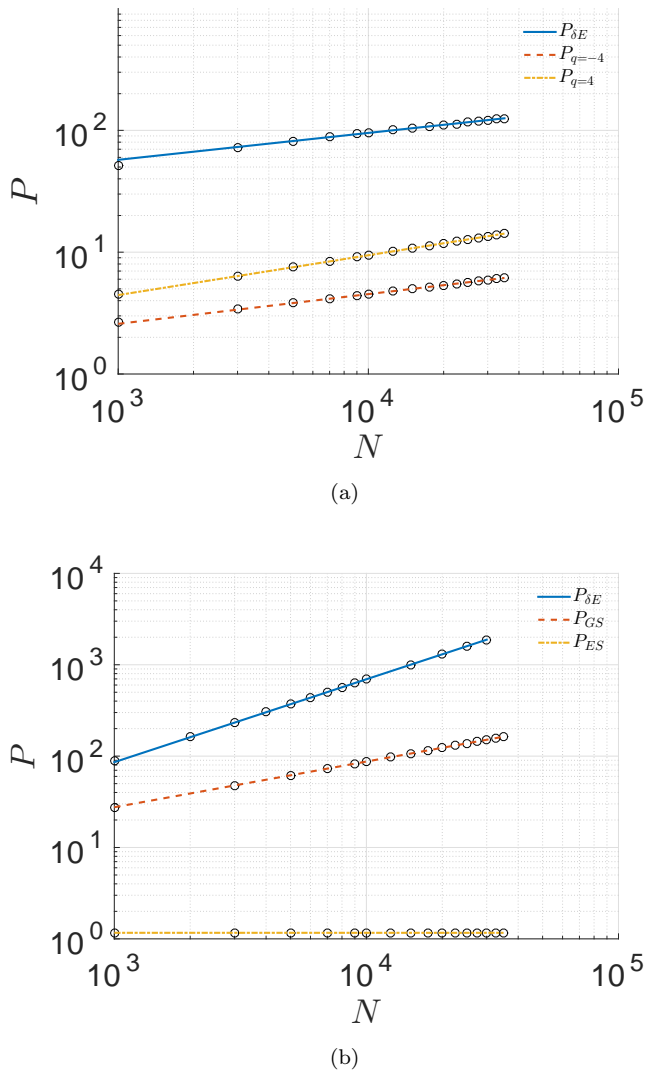 P_{δE}
P_{q=-4}
P_{q=4}
10^2
10^1
10^0
P
10^3 10^4 10^5
N
(a)
10^4
P_{δE}
P_{GS}
P_{ES}
10^3
10^2
10^1
10^0
P
10^3 10^4 10^5
N
(b)